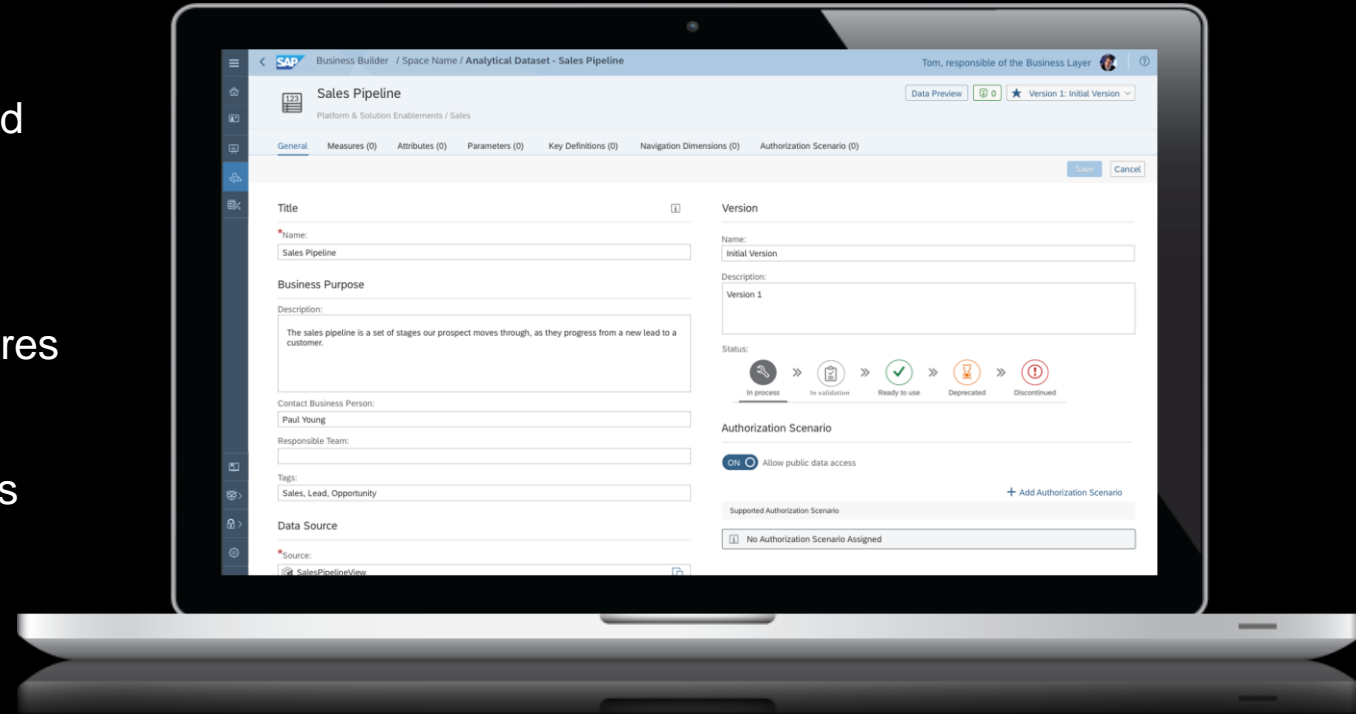 d
res
s
SAP Business Builder / Space Name / Analytical Dataset - Sales Pipeline Tom, responsible of the Business Layer
Sales Pipeline Data Preview 0 Version 1: Initial Version
Platform & Solution Enablements / Sales
General Measures (0) Attributes (0) Parameters (0) Key Definitions (0) Navigation Dimensions (0) Authorization Scenario (0)
Save Cancel
Title
*Name:
Sales Pipeline
Business Purpose
Description:
The sales pipeline is a set of stages our prospect moves through, as they progress from a new lead to a
customer.
Contact Business Person:
Paul Young
Responsible Team:
Tags:
Sales, Lead, Opportunity
Data Source
*Source:
SalesPipelineView
Version
Name:
Initial Version
Description:
Version 1
Status:
In process In validation Ready to use Deprecated Discontinued
Authorization Scenario
ON Allow public data access
+ Add Authorization Scenario
Supported Authorization Scenario
No Authorization Scenario Assigned